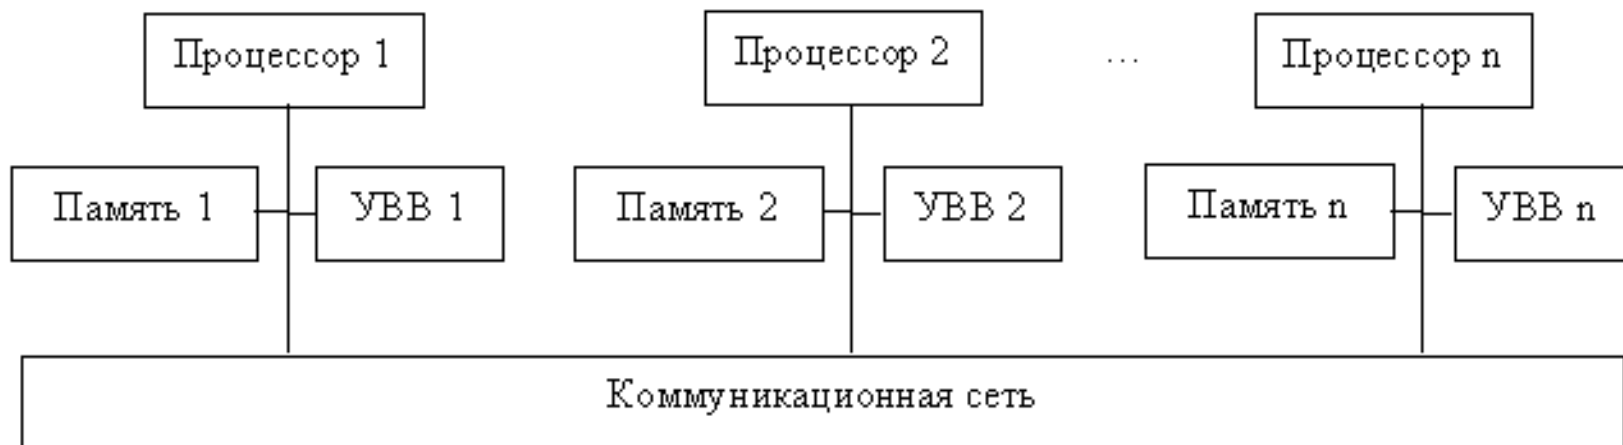 Процессор 1
Процессор 2
...
Процессор n
Память 1
УВВ 1
Память 2
УВВ 2
Память n
УВВ n
Коммуникационная сеть